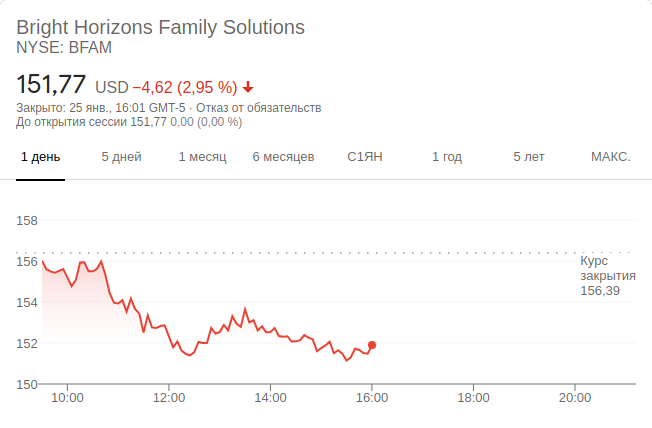 Bright Horizons Family Solutions
NYSE: BFAM
151,77 USD −4,62 (2,95 %)
Закрыто: 25 янв., 16:01 GMT-5 · Отказ от обязательств
До открытия сессии 151,77 0,00 (0,00 %)
1 день 5 дней 1 месяц 6 месяцев С1ЯН 1 год 5 лет МАКС.
158
156
154
152
150
Курс
закрытия
156,39
10:00 12:00 14:00 16:00 18:00 20:00